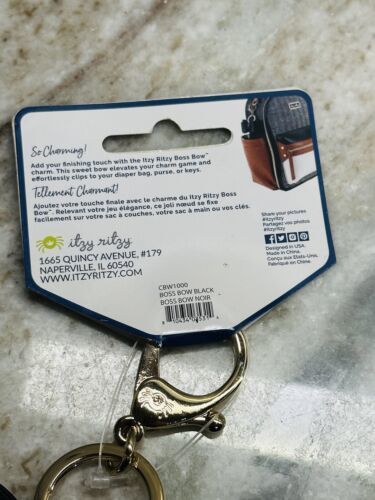 So Charming!
Add your finishing touch with the Itzy Ritzy Boss Bow™
charm. This sweet bow elevates your charm game and
effortlessly clips to your diaper bag, purse, or keys.
Tellement Charmant!
Ajoutez votre touche finale avec le charme du Itzy Ritzy Boss
Bow™. Relevant votre jeu élégance, ce joli nœud se fixe
facilement sur votre sac à couches, votre sac à main ou vos clés.
itzy ritzy
1665 QUINCY AVENUE, #179
NAPERVILLE, IL 60540
WWW.ITZYRITZY.COM
Share your pictures
#itzyritzy
Partagez vos photos
#itzyritzy
Designed in USA.
Made in China.
Conçu aux Etats-Unis.
Fabriqué en Chine.
CBW1000
BOSS BOW BLACK
BOSS BOW NOIR